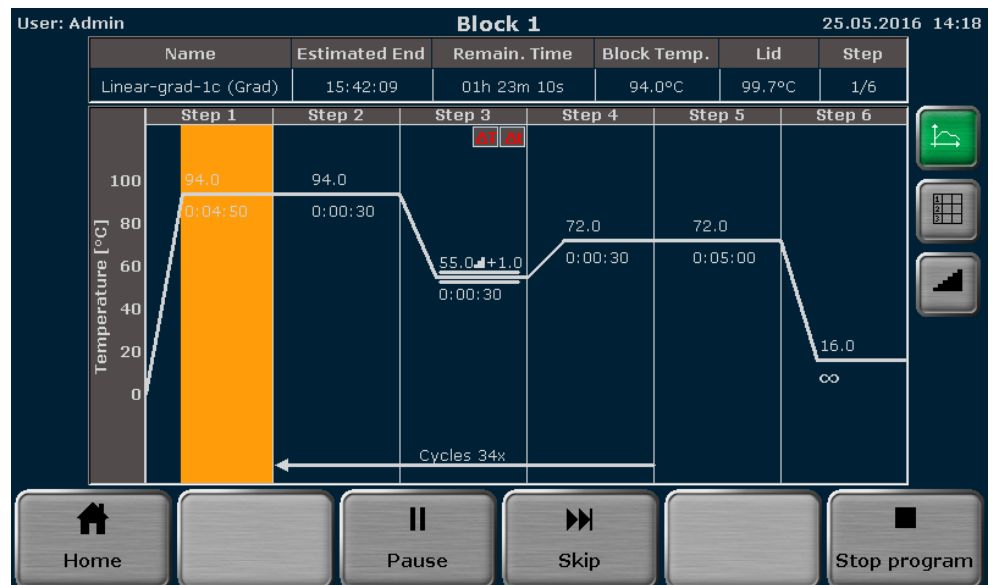 User: Admin Block 1 25.05.2016 14:18
Name Estimated End Remain. Time Block Temp. Lid Step
Linear-grad-1c (Grad) 15:42:09 01h 23m 10s 94.0°C 99.7°C 1/6
Step 1 Step 2 Step 3 Step 4 Step 5 Step 6
ΔT Δt
Temperature [°C]
100
80
60
40
20
0
94.0 94.0
0:04:50 0:00:30
55.0 +1.0
0:00:30
72.0 72.0
0:00:30 0:05:00
16.0
∞
Cycles 34x
1
2
3
Home Pause Skip Stop program